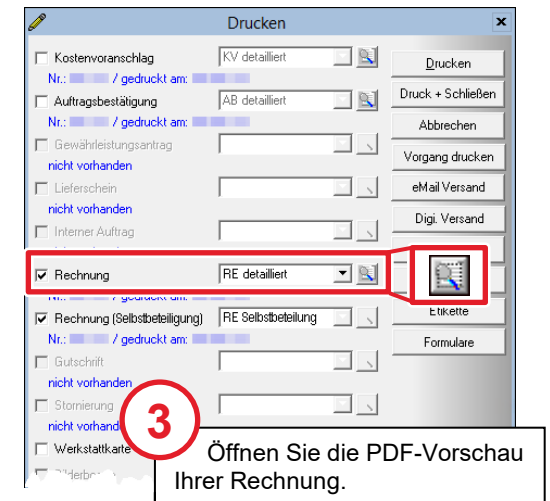 Drucken
Kostenvoranschlag KV detailliert Drucken
Nr.: / gedruckt am:
Auftragsbestätigung AB detailliert Druck + Schließen
Nr.: / gedruckt am: Abbrechen
Gewährleistungsantrag
nicht vorhanden Vorgang drucken
Lieferschein eMail Versand
nicht vorhanden
Interner Auftrag Digi. Versand
Rechnung RE detailliert
Nr.: / gedruckt am:
Rechnung (Selbstbeteiligung) RE Selbstbeteilung Etikette
Nr.: / gedruckt am:
Gutschrift Formulare
nicht vorhanden
Stornierung
nicht vorhand
Werkstattkarte
3
Öffnen Sie die PDF-Vorschau
Ihrer Rechnung.